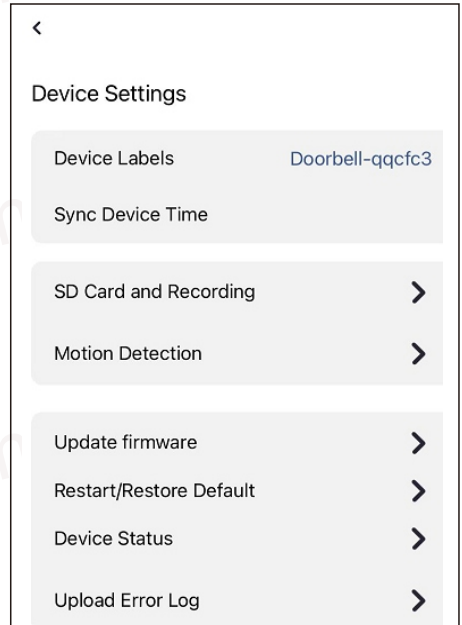 Device Settings
Device Labels Doorbell-qqcfc3
Sync Device Time
SD Card and Recording
Motion Detection
Update firmware
Restart/Restore Default
Device Status
Upload Error Log